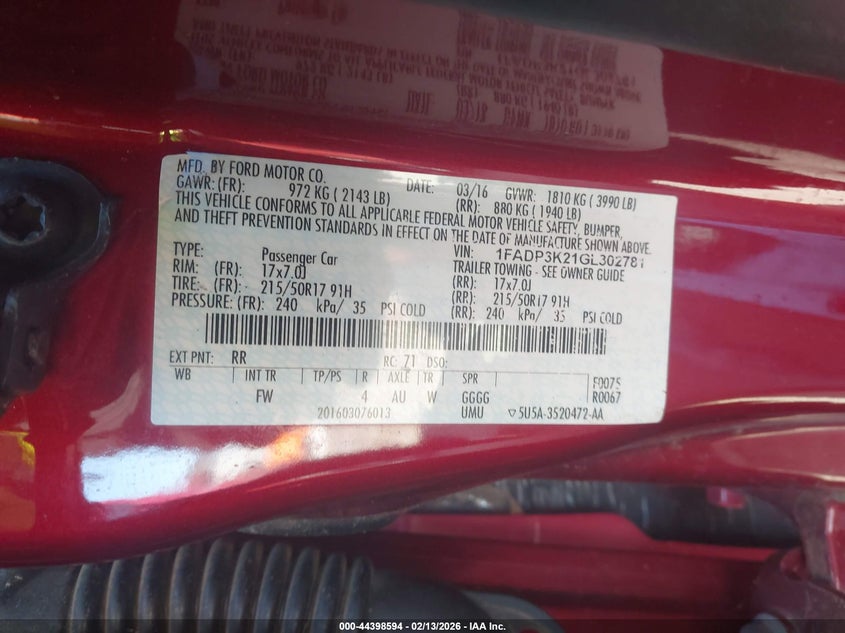 MFD. BY FORD MOTOR CO.
DATE: 03/16 GVWR: 1810 KG ( 3990 LB)
GAWR: (FR): 972 KG ( 2143 LB) (RR): 880 KG ( 1940 LB)
THIS VEHICLE CONFORMS TO ALL APPLICABLE FEDERAL MOTOR VEHICLE SAFETY, BUMPER,
AND THEFT PREVENTION STANDARDS IN EFFECT ON THE DATE OF MANUFACTURE SHOWN ABOVE.
VIN: 1FADP3K21GL302781
TYPE: Passenger Car TRAILER TOWING - SEE OWNER GUIDE
RIM: (FR): 17x7.0J (RR): 17x7.0J
TIRE: (FR): 215/50R17 91H (RR): 215/50R17 91H
PRESSURE: (FR): 240 kPa/ 35 PSI COLD (RR): 240 kPa/ 35 PSI COLD
EXT PNT: RR RC: 71 DSO:
WB INT TR TP/PS R AXLE TR SPR F0075
FW 4 AU W GGGG R0067
201603076013 UMU ▽5U5A-3520472-AA
000-44398594 - 02/13/2026 - IAA Inc.